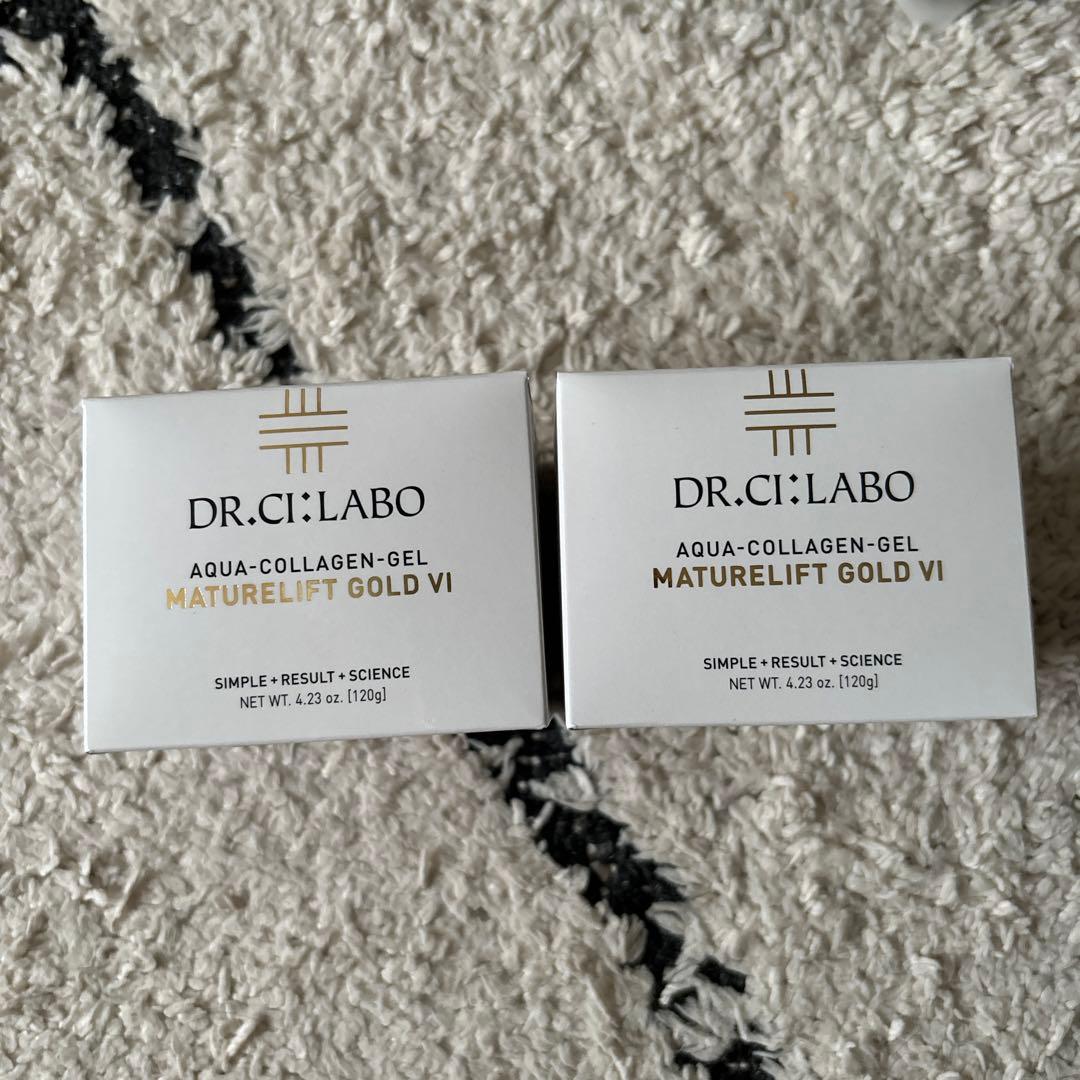 DR.CI:LABO
AQUA-COLLAGEN-GEL
MATURELIFT GOLD VI
SIMPLE + RESULT + SCIENCE
NET WT. 4.23 oz. [120g]
DR.CI:LABO
AQUA-COLLAGEN-GEL
MATURELIFT GOLD VI
SIMPLE + RESULT + SCIENCE
NET WT. 4.23 oz. [120g]